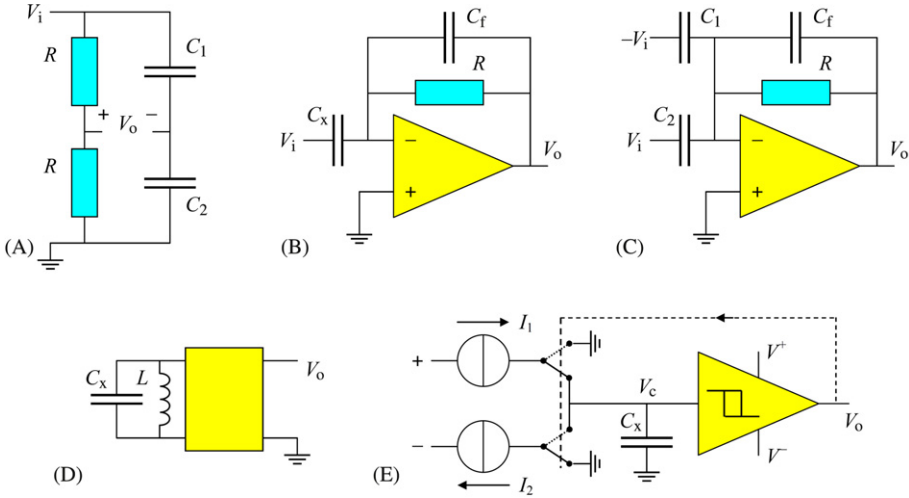 Vi
R
C1
+
Vo
−
R
C2
(A)
Cf
R
Cx
Vi
−
+
Vo
(B)
C1
−Vi
Cf
R
C2
Vi
−
+
Vo
(C)
Cx
L
Vo
(D)
I1
+
−
I2
Vc
Cx
V+
V−
Vo
(E)